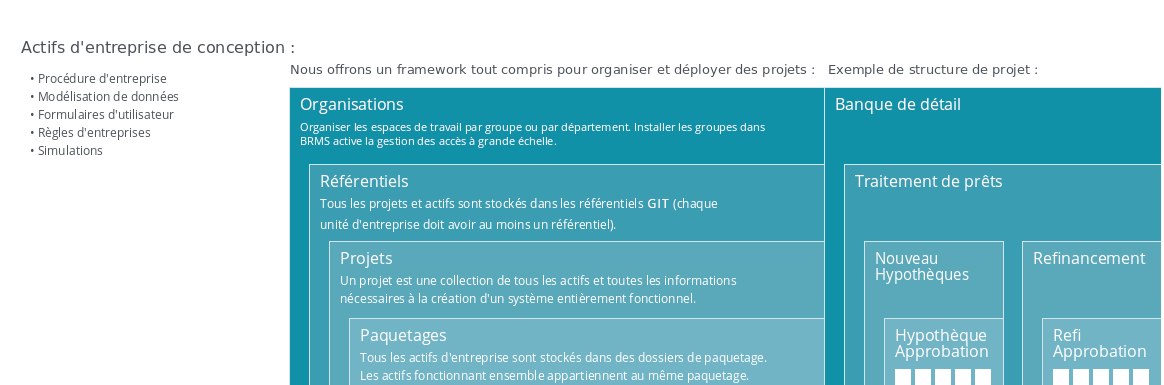 Actifs d'entreprise de conception :
• Procédure d'entreprise
• Modélisation de données
• Formulaires d'utilisateur
• Règles d'entreprises
• Simulations
Nous offrons un framework tout compris pour organiser et déployer des projets :
Organisations
Organiser les espaces de travail par groupe ou par département. Installer les groupes dans
BRMS active la gestion des accès à grande échelle.
Référentiels
Tous les projets et actifs sont stockés dans les référentiels GIT (chaque
unité d'entreprise doit avoir au moins un référentiel).
Projets
Un projet est une collection de tous les actifs et toutes les informations
nécessaires à la création d'un système entièrement fonctionnel.
Paquetages
Tous les actifs d'entreprise sont stockés dans des dossiers de paquetage.
Les actifs fonctionnant ensemble appartiennent au même paquetage.
Exemple de structure de projet :
Banque de détail
Traitement de prêts
Nouveau
Hypothèques
Hypothèque
Approbation
Refinancement
Refi
Approbation